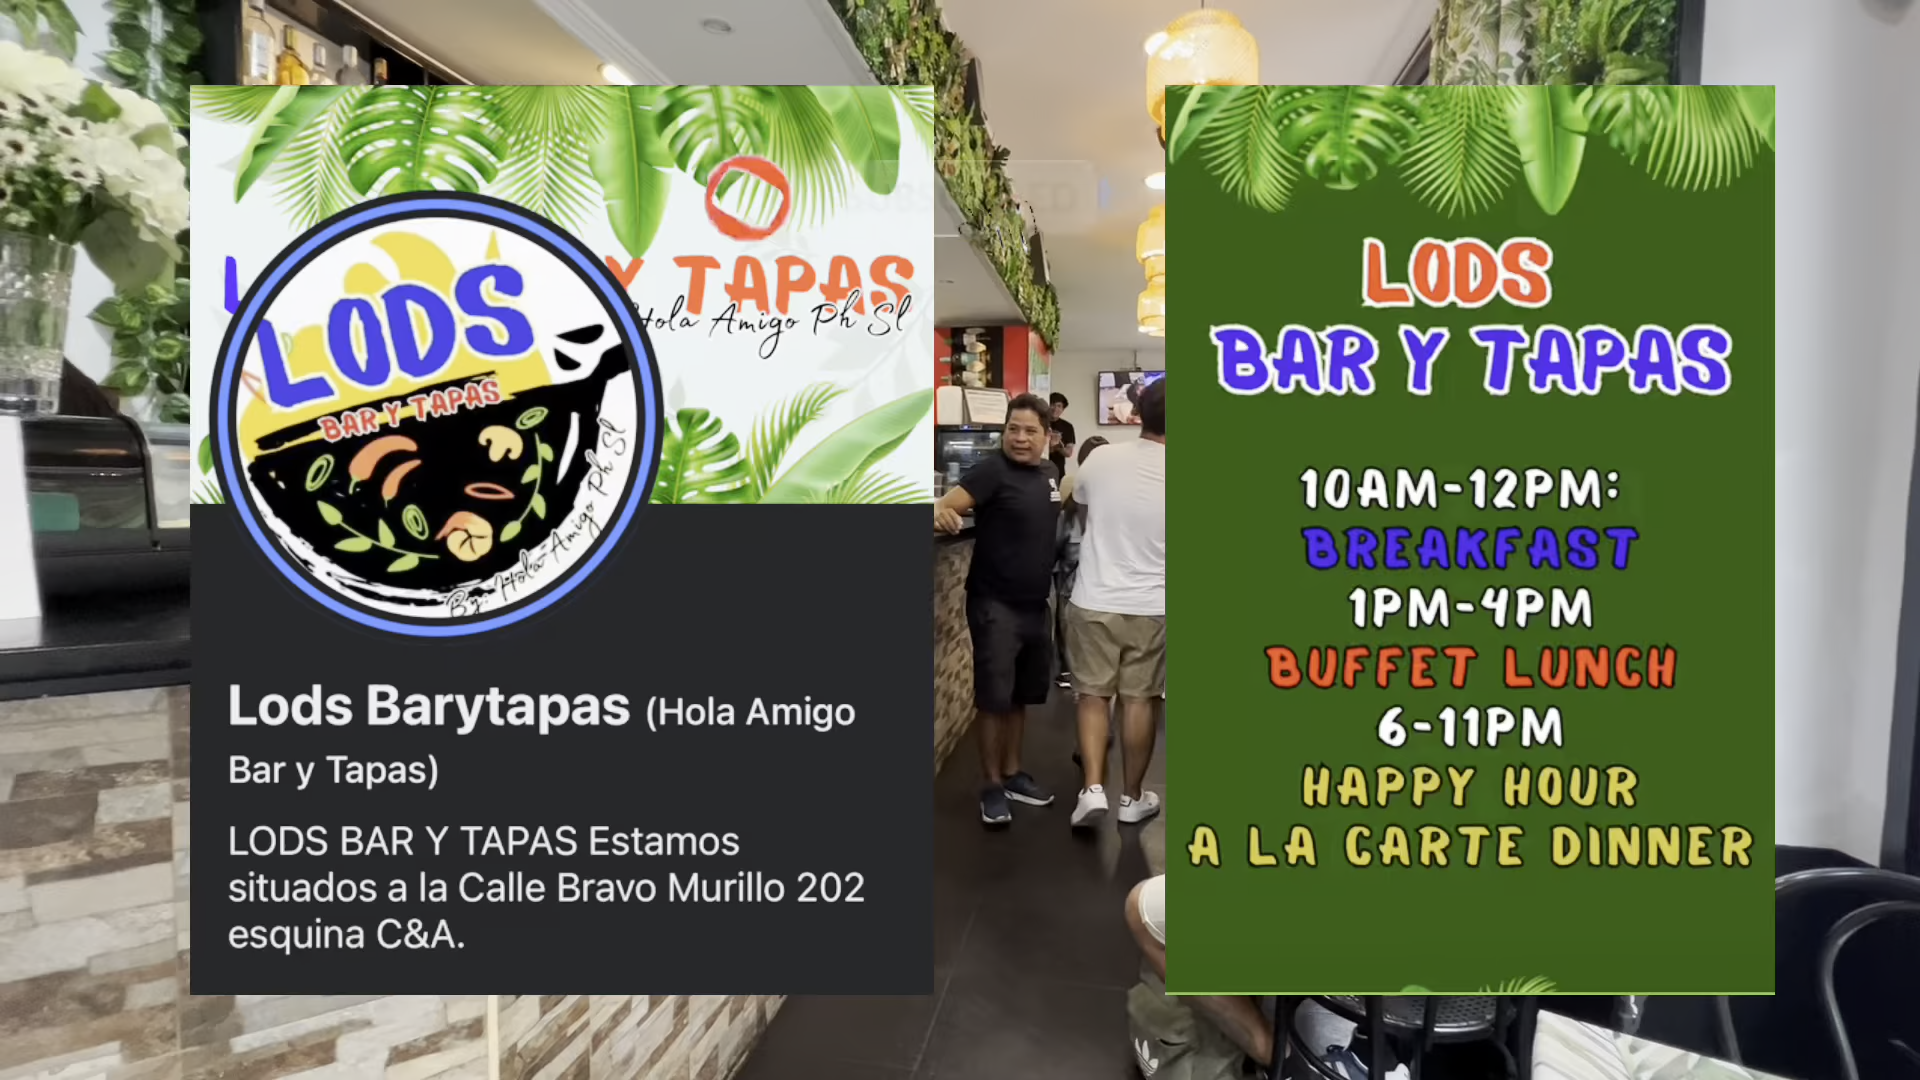 Y TAPAS
Hola Amigo Ph Sl
LODS
BAR Y TAPAS
By: Hola Amigo Ph Sl
Lods Barytapas (Hola Amigo
Bar y Tapas)
LODS BAR Y TAPAS Estamos
situados a la Calle Bravo Murillo 202
esquina C&A.
LODS
BAR Y TAPAS
10AM-12PM:
BREAKFAST
1PM-4PM
BUFFET LUNCH
6-11PM
HAPPY HOUR
A LA CARTE DINNER